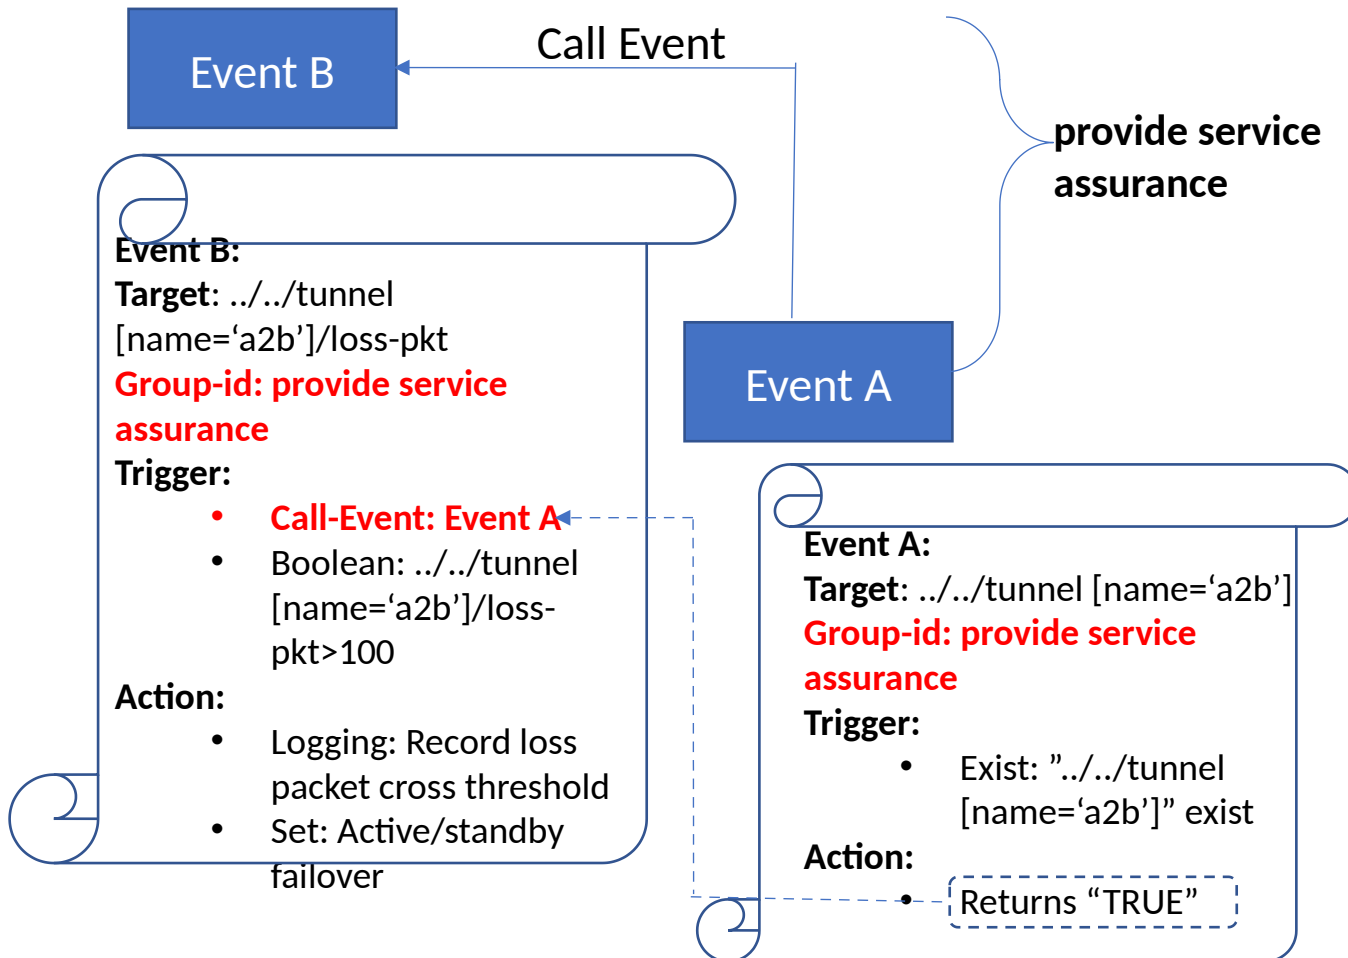 Event B
Call Event
provide service
assurance
Event B:
Target: ../../tunnel
[name=‘a2b’]/loss-pkt
Group-id: provide service
assurance
Trigger:
• Call-Event: Event A
• Boolean: ../../tunnel
[name=‘a2b’]/loss-
pkt>100
Action:
• Logging: Record loss
packet cross threshold
• Set: Active/standby
failover
Event A
Event A:
Target: ../../tunnel [name=‘a2b’]
Group-id: provide service
assurance
Trigger:
• Exist: ”../../tunnel
[name=‘a2b’]” exist
Action:
• Returns “TRUE”